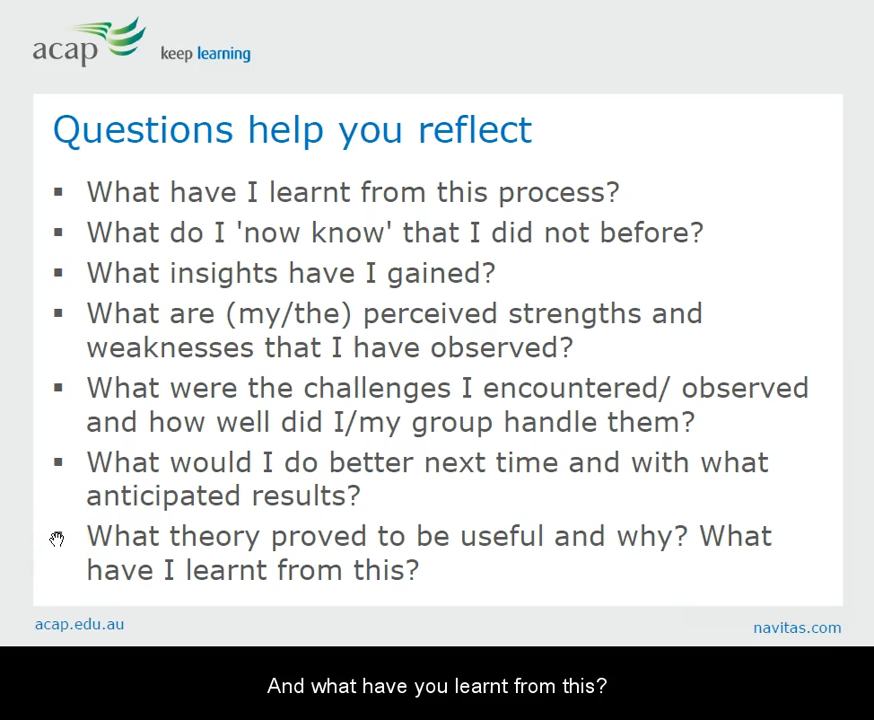 acap keep learning
Questions help you reflect
What have I learnt from this process?
What do I 'now know' that I did not before?
What insights have I gained?
What are (my/the) perceived strengths and
weaknesses that I have observed?
What were the challenges I encountered/ observed
and how well did I/my group handle them?
What would I do better next time and with what
anticipated results?
What theory proved to be useful and why? What
have I learnt from this?
acap.edu.au
navitas.com
And what have you learnt from this?